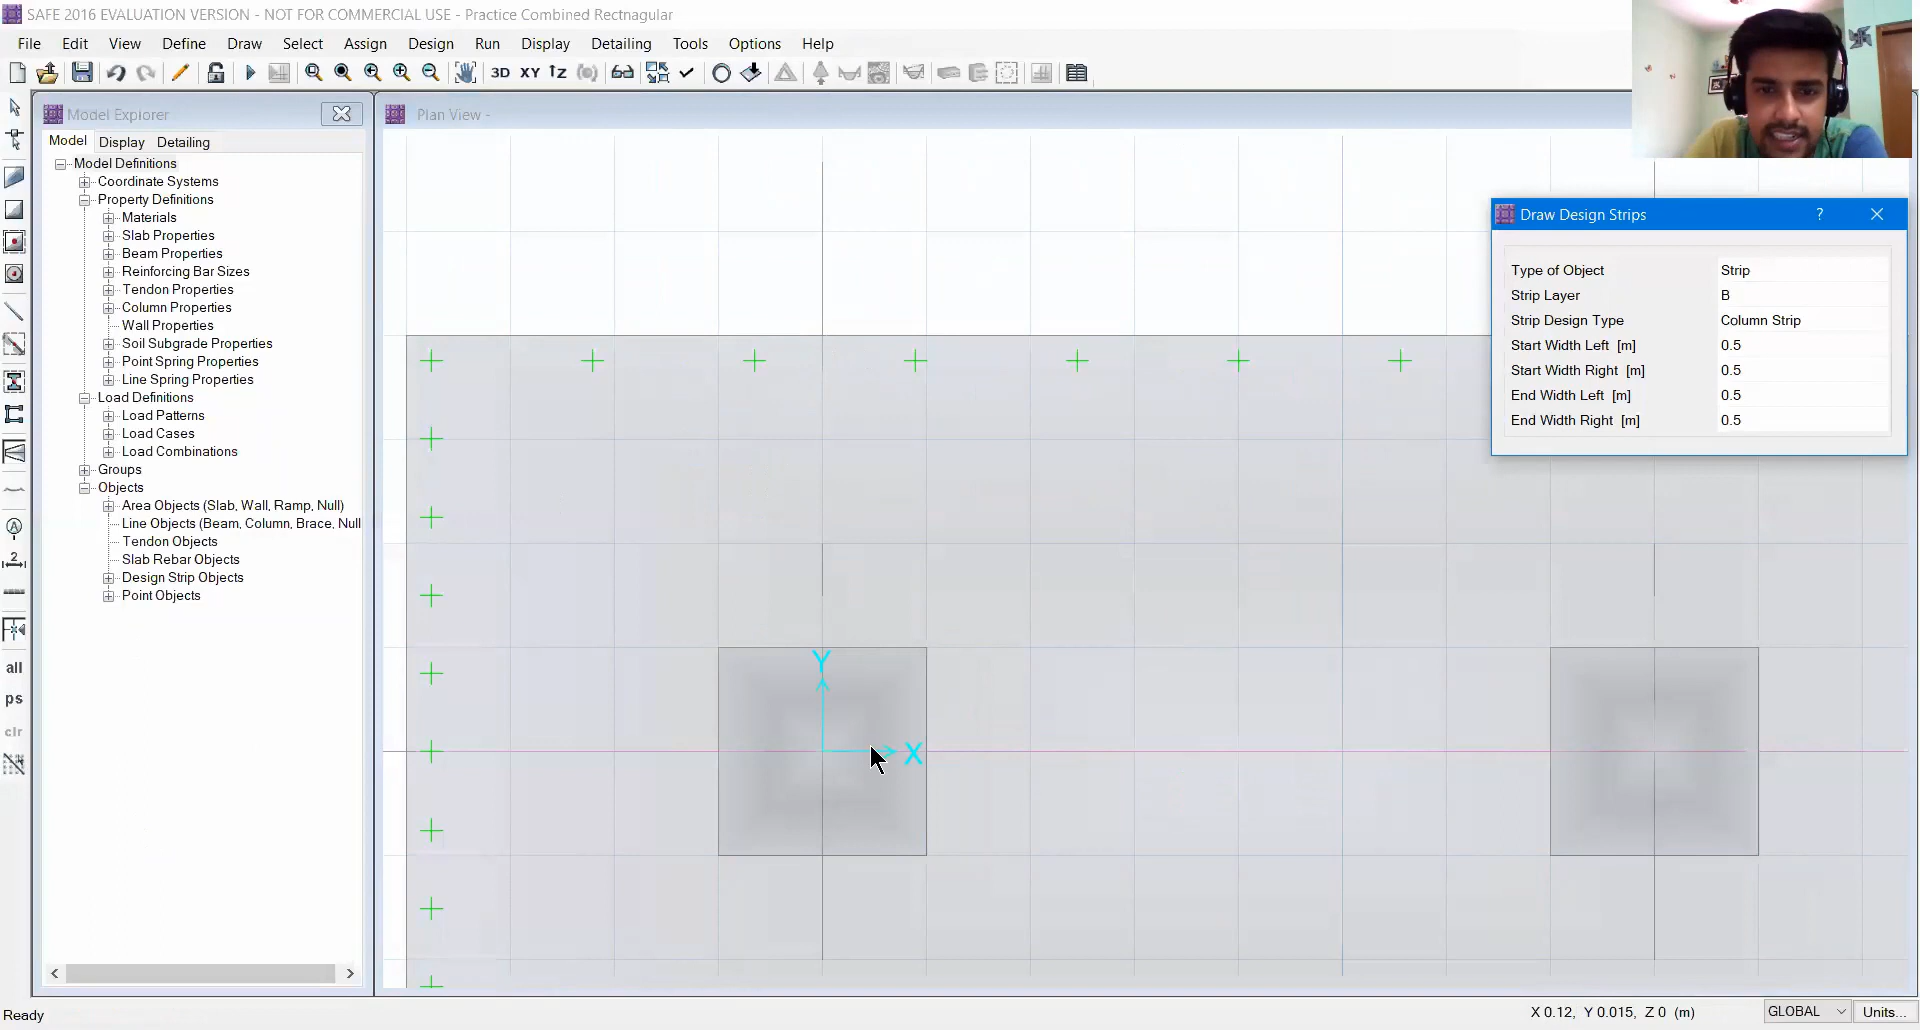 SAFE 2016 EVALUATION VERSION - NOT FOR COMMERCIAL USE - Practice Combined Rectnagular
File Edit View Define Draw Select Assign Design Run Display Detailing Tools Options Help
3D XY Z
Model Explorer
Model Display Detailing
Model Definitions
Coordinate Systems
Property Definitions
Materials
Slab Properties
Beam Properties
Reinforcing Bar Sizes
Tendon Properties
Column Properties
Wall Properties
Soil Subgrade Properties
Point Spring Properties
Line Spring Properties
Load Definitions
Load Patterns
Load Cases
Load Combinations
Groups
Objects
Area Objects (Slab, Wall, Ramp, Null)
Line Objects (Beam, Column, Brace, Null
Tendon Objects
Slab Rebar Objects
Design Strip Objects
Point Objects
A
2
all
ps
clr
Plan View -
Y
X
Draw Design Strips ?
Type of Object Strip
Strip Layer B
Strip Design Type Column Strip
Start Width Left [m] 0.5
Start Width Right [m] 0.5
End Width Left [m] 0.5
End Width Right [m] 0.5
Ready
X 0.12, Y 0.015, Z 0 (m) GLOBAL Units...